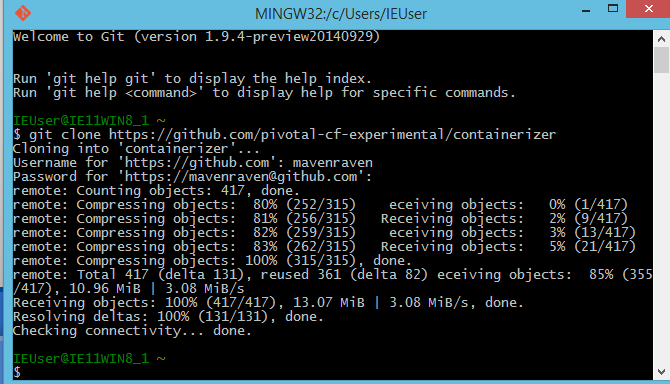 MINGW32:/c/Users/IEUser
Welcome to Git (version 1.9.4-preview20140929)
Run 'git help git' to display the help index.
Run 'git help <command>' to display help for specific commands.
IEUser@IE11WIN8_1 ~
$ git clone https://github.com/pivotal-cf-experimental/containerizer
Cloning into 'containerizer'...
Username for 'https://github.com': mavenraven
Password for 'https://mavenraven@github.com':
remote: Counting objects: 417, done.
remote: Compressing objects:  80% (252/315)    eceiving objects:   0% (1/417)
remote: Compressing objects:  81% (256/315)   Receiving objects:   2% (9/417)
remote: Compressing objects:  82% (259/315)    eceiving objects:   3% (13/417)
remote: Compressing objects:  83% (262/315)   Receiving objects:   5% (21/417)
remote: Compressing objects: 100% (315/315), done.
remote: Total 417 (delta 131), reused 361 (delta 82) eceiving objects:  85% (355
/417), 10.96 MiB | 3.08 MiB/s
Receiving objects: 100% (417/417), 13.07 MiB | 3.08 MiB/s, done.
Resolving deltas: 100% (131/131), done.
Checking connectivity... done.
IEUser@IE11WIN8_1 ~
$